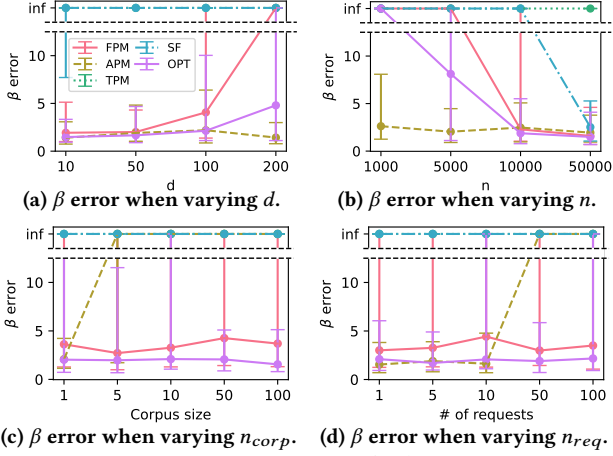 inf
10
5
0
β error
FPM
APM
TPM
SF
OPT
10
50
100
200
d
(a) β error when varying d.
inf
10
5
0
β error
1000
5000
10000
50000
n
(b) β error when varying n.
inf
10
5
0
β error
1
5
10
50
100
Corpus size
(c) β error when varying n_corp.
inf
10
5
0
β error
1
5
10
50
100
# of requests
(d) β error when varying n_req.